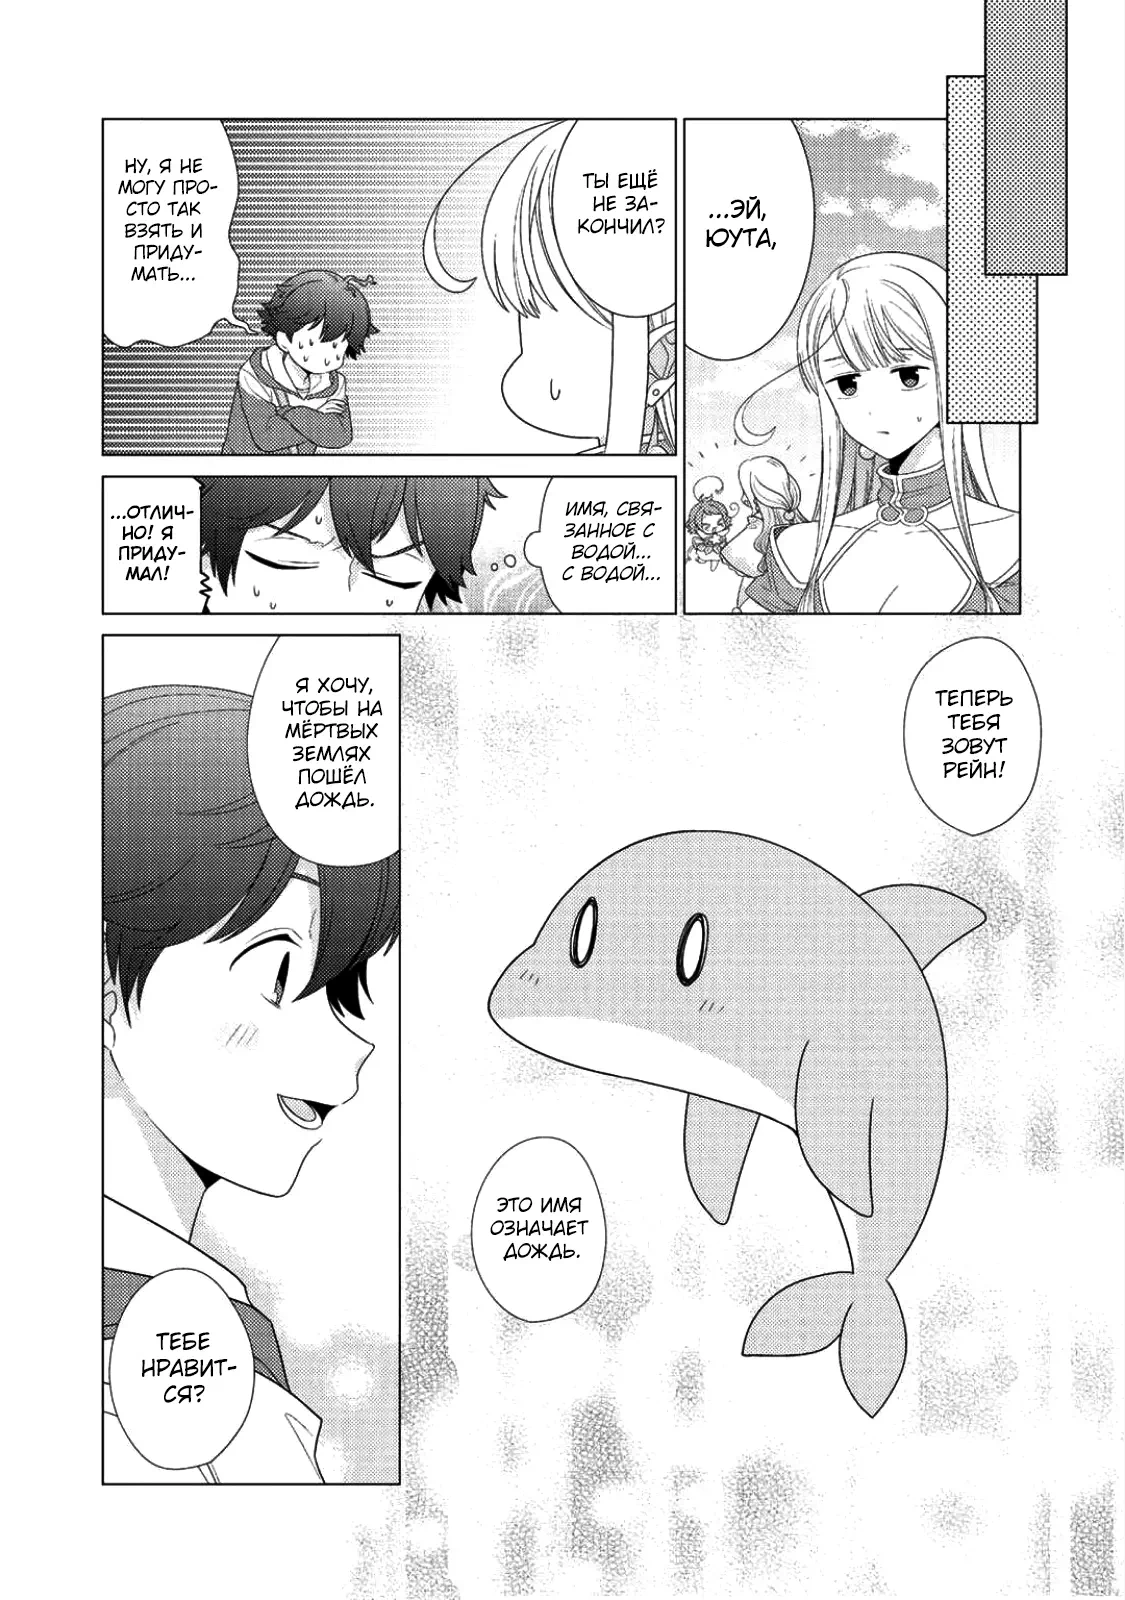 ...ЭЙ,
ЮУТА,
ТЫ ЕЩЁ
НЕ ЗА-
КОНЧИЛ?
НУ, Я НЕ
МОГУ ПРО-
СТО ТАК
ВЗЯТЬ И
ПРИДУ-
МАТЬ...
ИМЯ, СВЯ-
ЗАННОЕ С
ВОДОЙ...
С ВОДОЙ...
...ОТЛИЧ-
НО! Я
ПРИДУ-
МАЛ!
ТЕПЕРЬ
ТЕБЯ
ЗОВУТ
РЕЙН!
Я ХОЧУ,
ЧТОБЫ НА
МЁРТВЫХ
ЗЕМЛЯХ
ПОШЁЛ
ДОЖДЬ.
ЭТО ИМЯ
ОЗНАЧАЕТ
ДОЖДЬ.
ТЕБЕ
НРАВИТ-
СЯ?